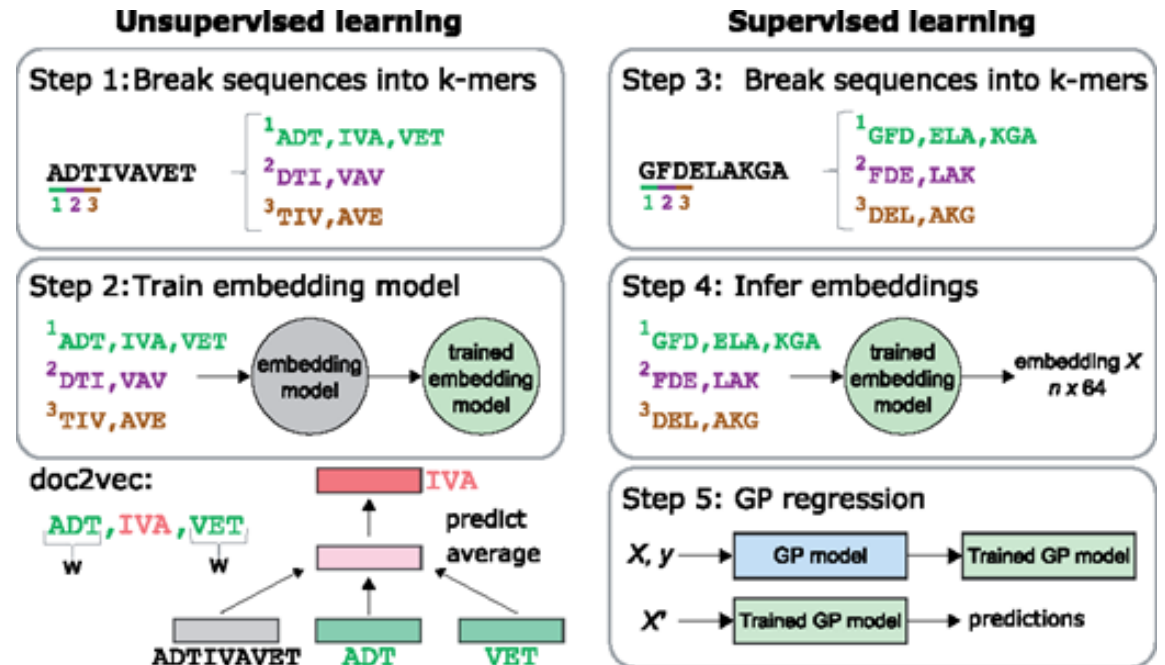 Unsupervised learning
Step 1: Break sequences into k-mers
ADTIVAVET
1 2 3
1ADT, IVA, VET
2DTI, VAV
3TIV, AVE
Step 2: Train embedding model
1ADT, IVA, VET
2DTI, VAV
3TIV, AVE
embedding
model
trained
embedding
model
doc2vec:
ADT, IVA, VET
w w
IVA
predict
average
ADTIVAVET
ADT
VET
Supervised learning
Step 3: Break sequences into k-mers
GFDELAKGA
1 2 3
1GFD, ELA, KGA
2FDE, LAK
3DEL, AKG
Step 4: Infer embeddings
1GFD, ELA, KGA
2FDE, LAK
3DEL, AKG
trained
embedding
model
embedding X
n x 64
Step 5: GP regression
X, y
GP model
Trained GP model
X'
Trained GP model
predictions